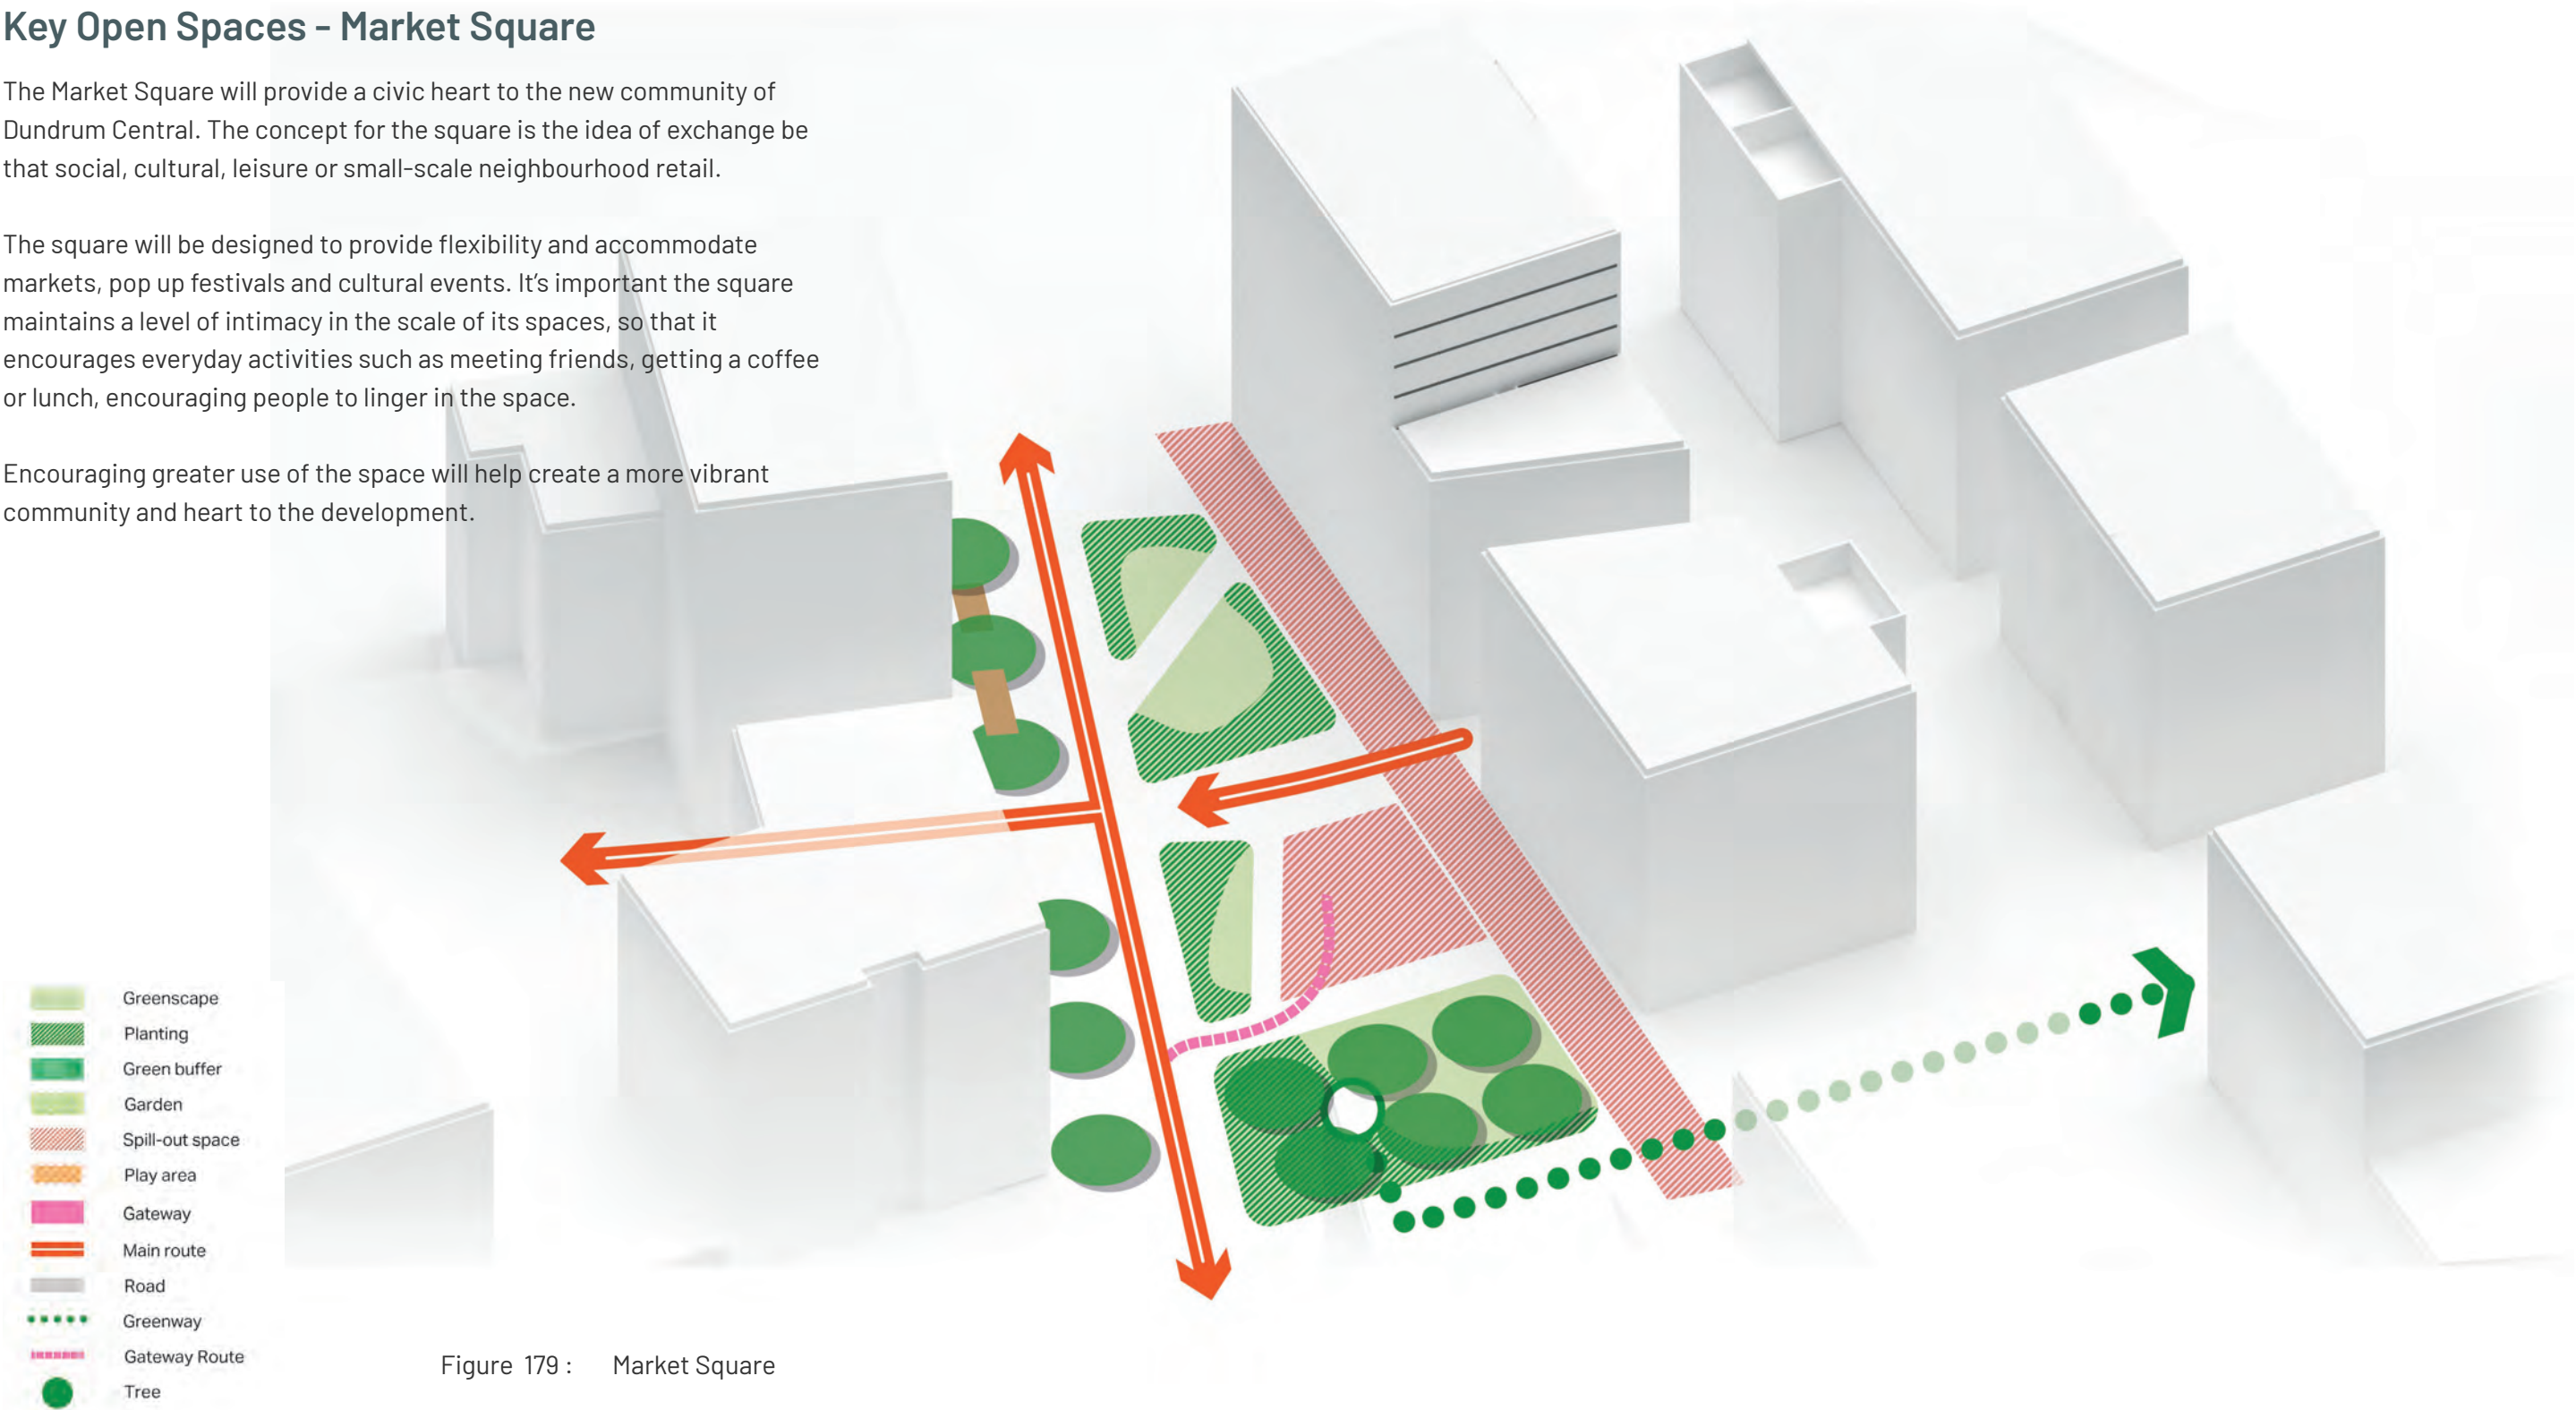 Key Open Spaces - Market Square
The Market Square will provide a civic heart to the new community of
Dundrum Central. The concept for the square is the idea of exchange be
that social, cultural, leisure or small-scale neighbourhood retail.
The square will be designed to provide flexibility and accommodate
markets, pop up festivals and cultural events. It’s important the square
maintains a level of intimacy in the scale of its spaces, so that it
encourages everyday activities such as meeting friends, getting a coffee
or lunch, encouraging people to linger in the space.
Encouraging greater use of the space will help create a more vibrant
community and heart to the development.
Greenscape
Planting
Green buffer
Garden
Spill-out space
Play area
Gateway
Main route
Road
Greenway
Gateway Route
Tree
Figure 179 : Market Square